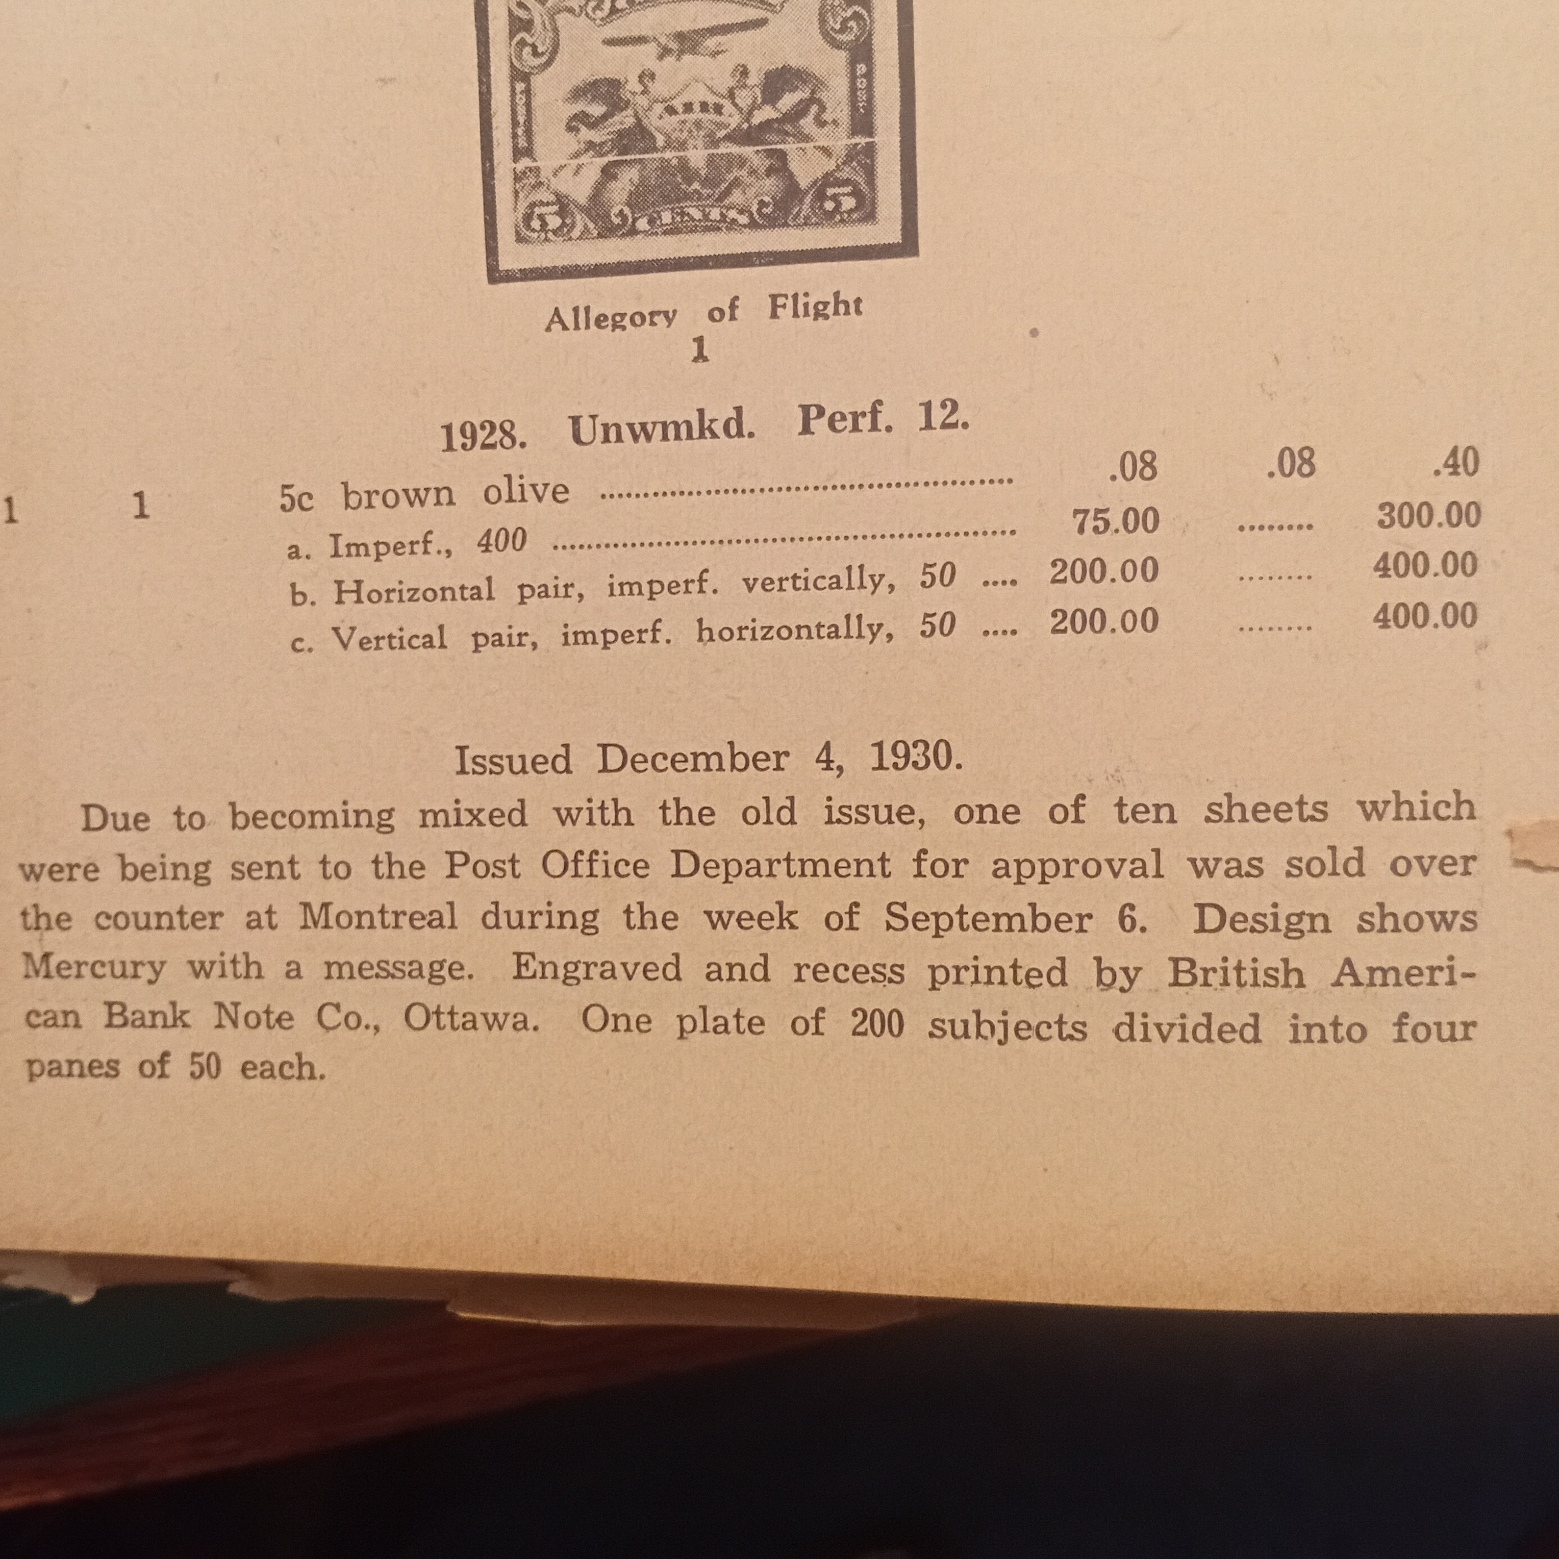 AIR
5 CENTS 5
Allegory of Flight
1
1928. Unwmkd. Perf. 12.
1 1 5c brown olive .................................................. .08 .08 .40
a. Imperf., 400 ........................................................ 75.00 ........ 300.00
b. Horizontal pair, imperf. vertically, 50 .... 200.00 ........ 400.00
c. Vertical pair, imperf. horizontally, 50 .... 200.00 ........ 400.00
Issued December 4, 1930.
Due to becoming mixed with the old issue, one of ten sheets which
were being sent to the Post Office Department for approval was sold over
the counter at Montreal during the week of September 6. Design shows
Mercury with a message. Engraved and recess printed by British Ameri-
can Bank Note Co., Ottawa. One plate of 200 subjects divided into four
panes of 50 each.